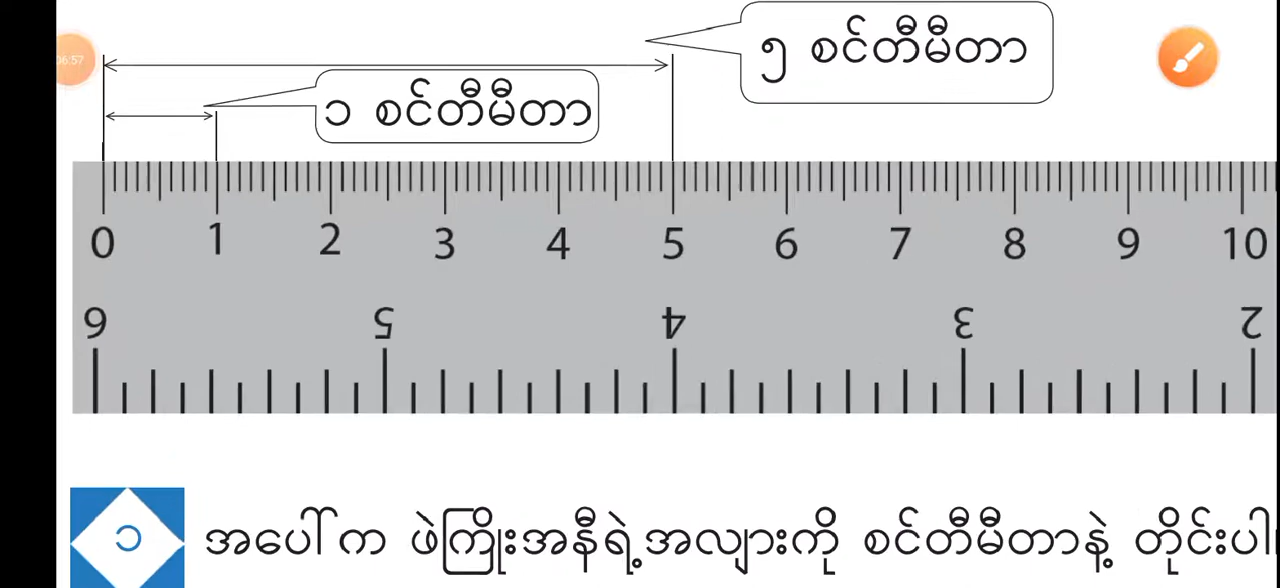 ၅ စင်တီမီတာ
06:57
၁ စင်တီမီတာ
0 1 2 3 4 5 6 7 8 9 10
6 5 4 3 2
၁ အပေါ်က ဖဲကြိုးအနီရဲ့အလျားကို စင်တီမီတာနဲ့ တိုင်းပါ